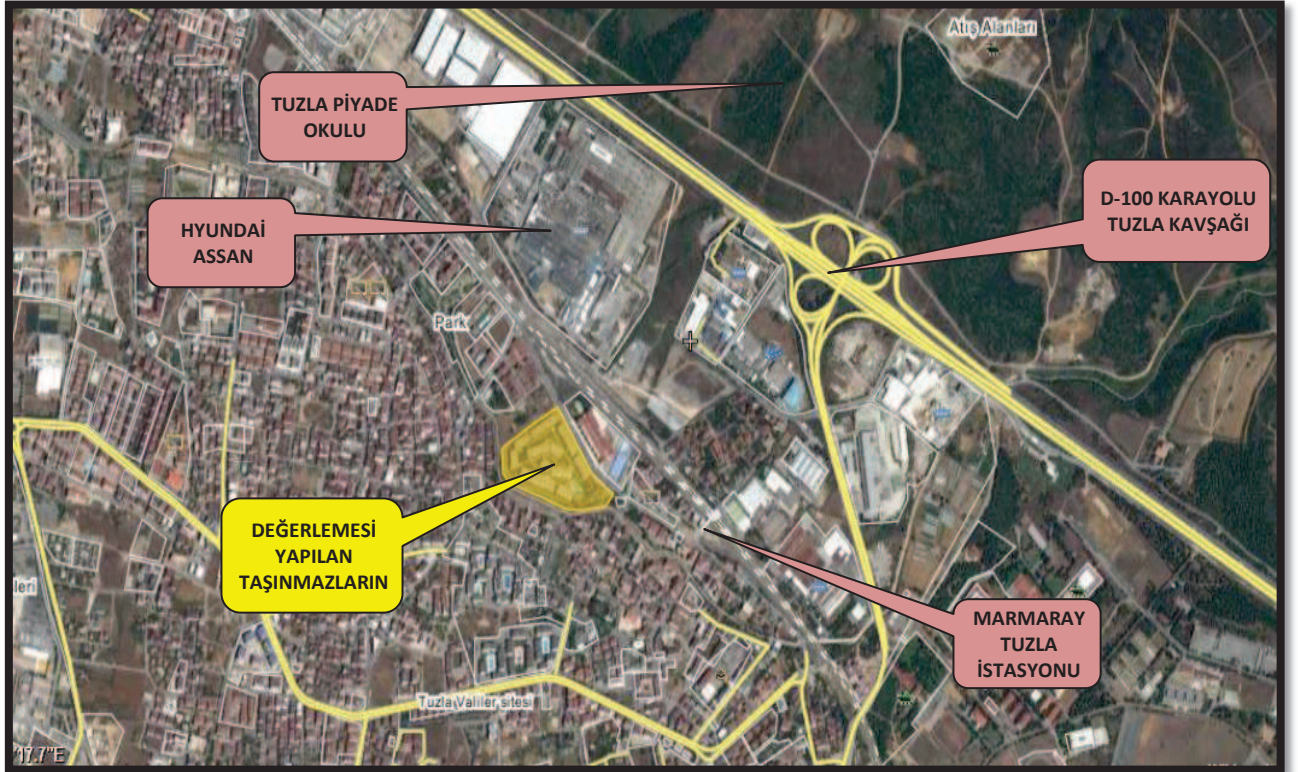 Atış Alanları
TUZLA PİYADE
OKULU
D-100 KARAYOLU
TUZLA KAVŞAĞI
HYUNDAİ
ASSAN
Park
DEĞERLEMESİ
YAPILAN
TAŞINMAZLARIN
leri
MARMARAY
TUZLA
İSTASYONU
Tuzla Valiler sitesi
'17.7"E